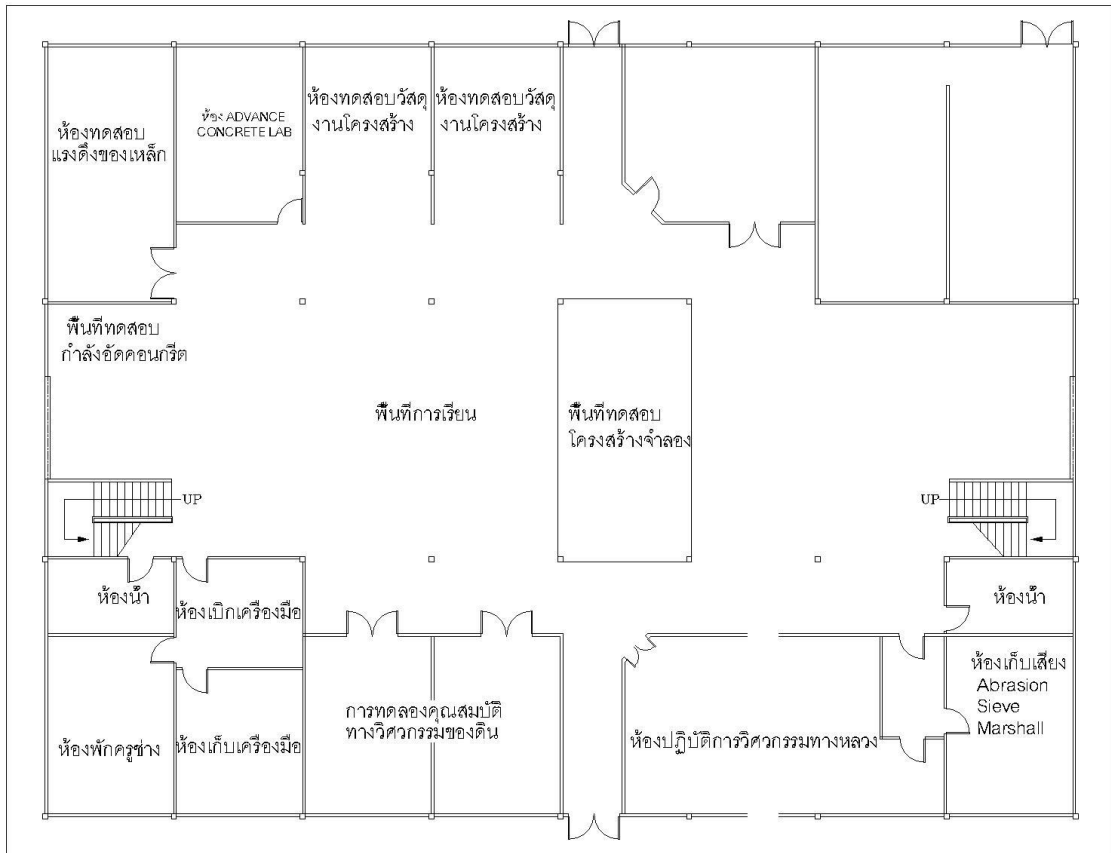 ห้องทดสอบ
แรงดึงของเหล็ก
ห้อง ADVANCE
CONCRETE LAB
ห้องทดสอบวัสดุ
งานโครงสร้าง
ห้องทดสอบวัสดุ
งานโครงสร้าง
พื้นที่ทดสอบ
กำลังอัดคอนกรีต
พื้นที่การเรียน
พื้นที่ทดสอบ
โครงสร้างจำลอง
UP
UP
ห้องน้ำ
ห้องเบิกเครื่องมือ
ห้องน้ำ
ห้องพักครูช่าง
ห้องเก็บเครื่องมือ
การทดลองคุณสมบัติ
ทางวิศวกรรมของดิน
ห้องปฏิบัติการวิศวกรรมทางหลวง
ห้องเก็บเสียง
Abrasion
Sieve
Marshall